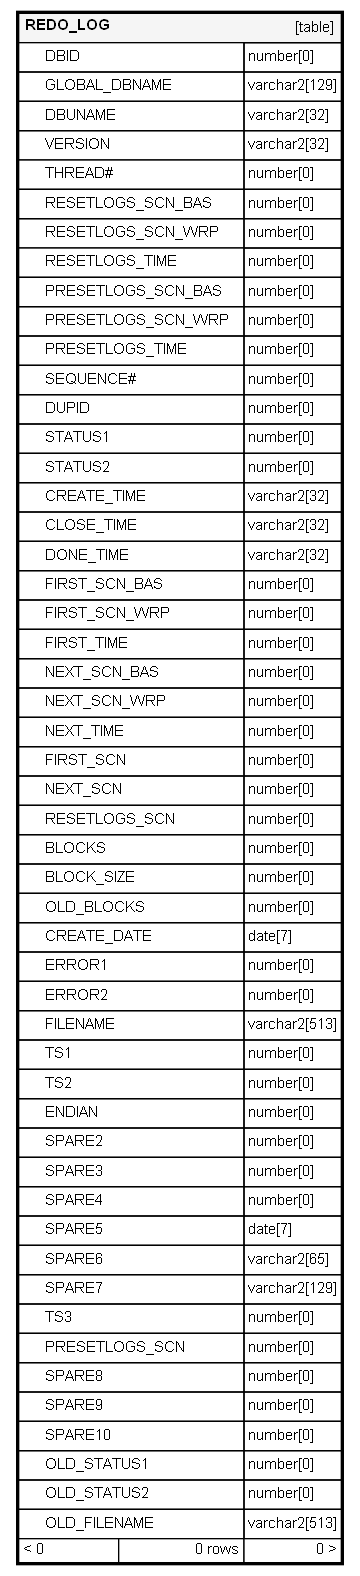 REDO_LOG [table]
DBID number[0]
GLOBAL_DBNAME varchar2[129]
DBUNAME varchar2[32]
VERSION varchar2[32]
THREAD# number[0]
RESETLOGS_SCN_BAS number[0]
RESETLOGS_SCN_WRP number[0]
RESETLOGS_TIME number[0]
PRESETLOGS_SCN_BAS number[0]
PRESETLOGS_SCN_WRP number[0]
PRESETLOGS_TIME number[0]
SEQUENCE# number[0]
DUPID number[0]
STATUS1 number[0]
STATUS2 number[0]
CREATE_TIME varchar2[32]
CLOSE_TIME varchar2[32]
DONE_TIME varchar2[32]
FIRST_SCN_BAS number[0]
FIRST_SCN_WRP number[0]
FIRST_TIME number[0]
NEXT_SCN_BAS number[0]
NEXT_SCN_WRP number[0]
NEXT_TIME number[0]
FIRST_SCN number[0]
NEXT_SCN number[0]
RESETLOGS_SCN number[0]
BLOCKS number[0]
BLOCK_SIZE number[0]
OLD_BLOCKS number[0]
CREATE_DATE date[7]
ERROR1 number[0]
ERROR2 number[0]
FILENAME varchar2[513]
TS1 number[0]
TS2 number[0]
ENDIAN number[0]
SPARE2 number[0]
SPARE3 number[0]
SPARE4 number[0]
SPARE5 date[7]
SPARE6 varchar2[65]
SPARE7 varchar2[129]
TS3 number[0]
PRESETLOGS_SCN number[0]
SPARE8 number[0]
SPARE9 number[0]
SPARE10 number[0]
OLD_STATUS1 number[0]
OLD_STATUS2 number[0]
OLD_FILENAME varchar2[513]
< 0 0 rows 0 >